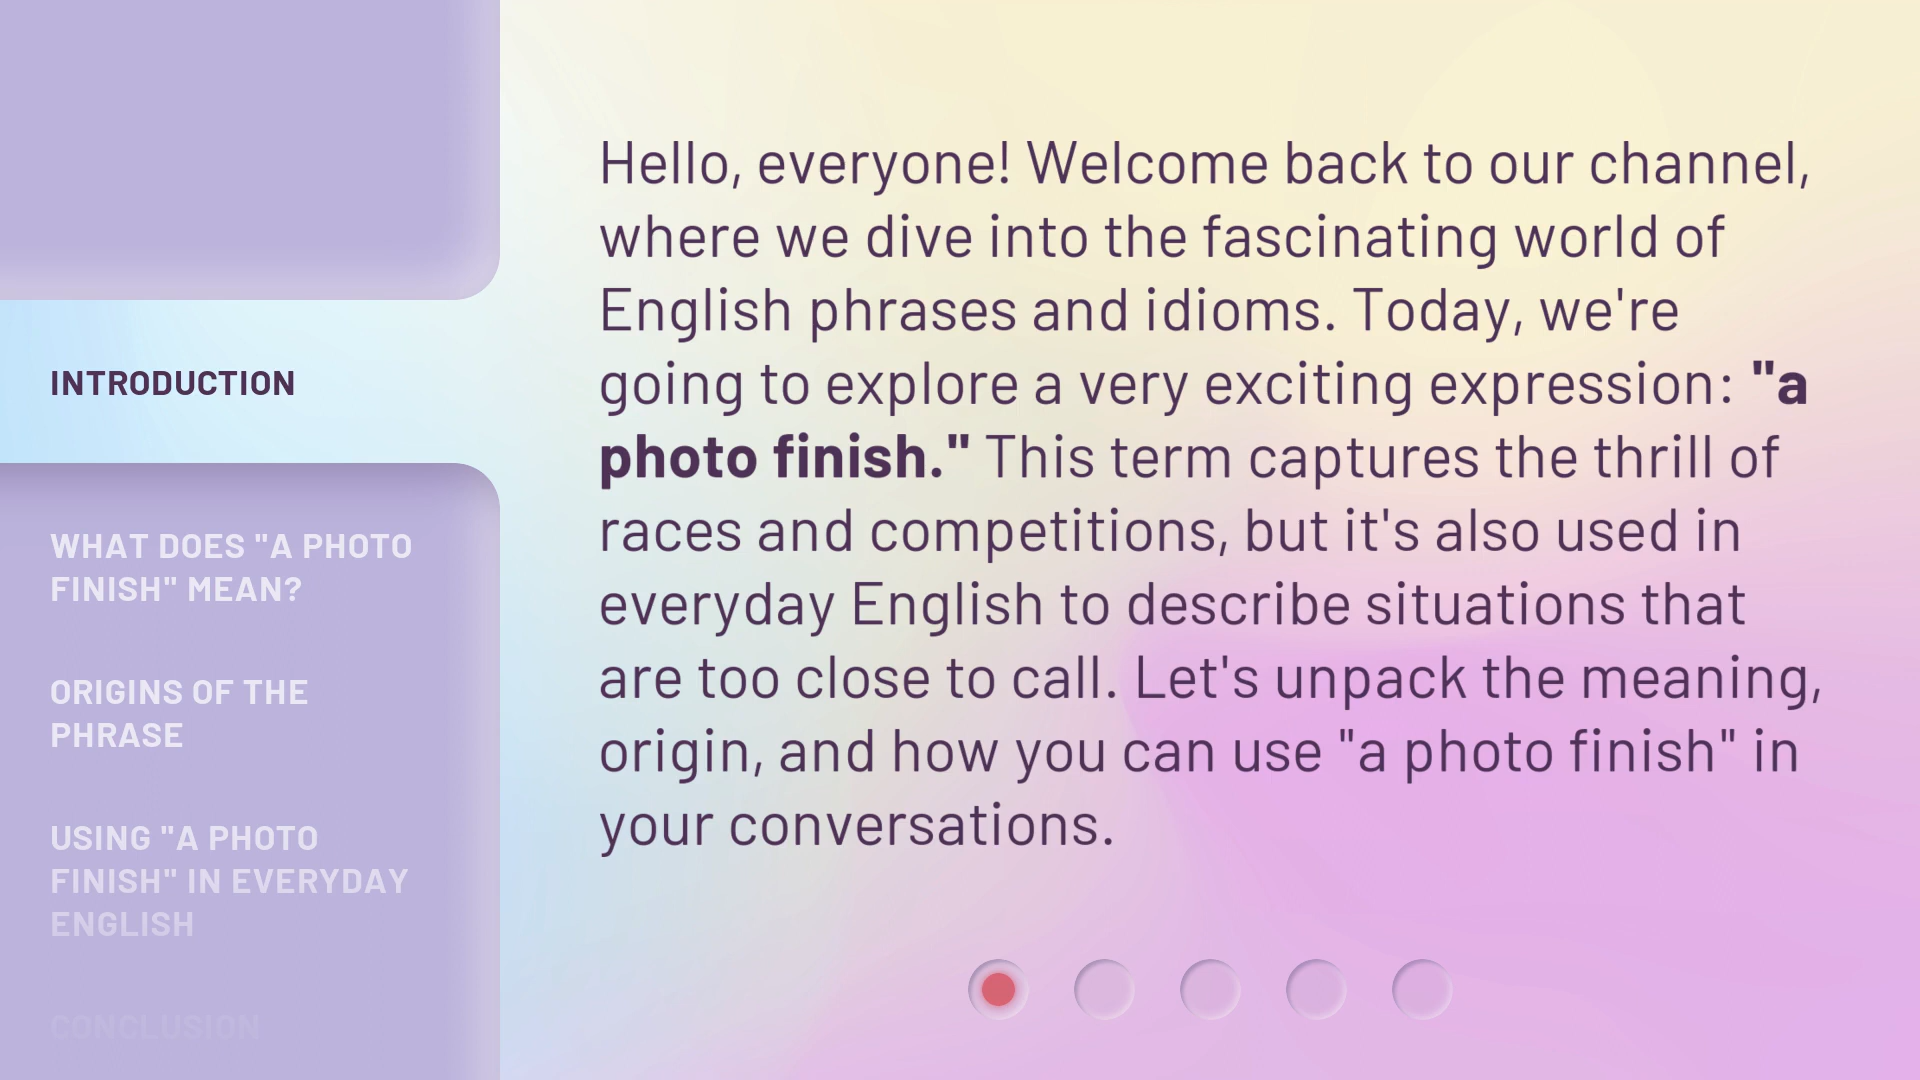 INTRODUCTION
WHAT DOES "A PHOTO
FINISH" MEAN?
ORIGINS OF THE
PHRASE
USING "A PHOTO
FINISH" IN EVERYDAY
ENGLISH
CONCLUSION
Hello, everyone! Welcome back to our channel,
where we dive into the fascinating world of
English phrases and idioms. Today, we're
going to explore a very exciting expression: "a
photo finish." This term captures the thrill of
races and competitions, but it's also used in
everyday English to describe situations that
are too close to call. Let's unpack the meaning,
origin, and how you can use "a photo finish" in
your conversations.